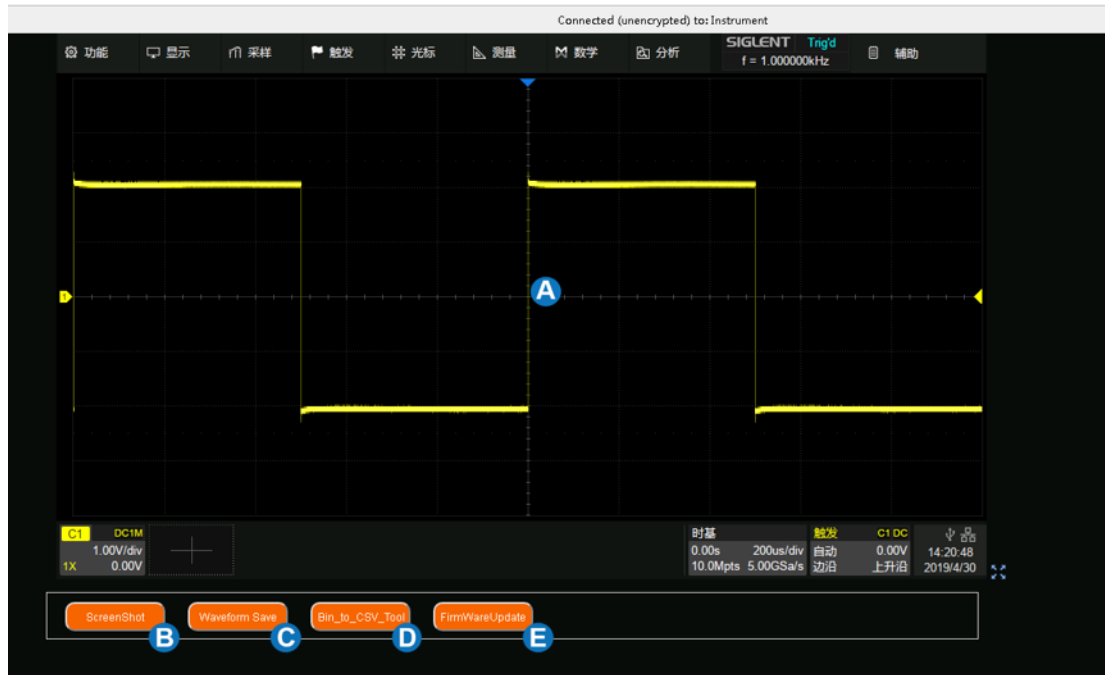 Connected (unencrypted) to: Instrument
功能 显示 采样 触发 光标 测量 数学 分析 SIGLENT Trig'd 辅助
f = 1.000000kHz
A
1
C1 DC1M
1.00V/div
1X 0.00V
时基 触发 C1 DC
0.00s 200us/div 自动 0.00V 14:20:48
10.0Mpts 5.00GSa/s 边沿 上升沿 2019/4/30
ScreenShot Waveform Save Bin_to_CSV_Tool FirmWareUpdate
B C D E